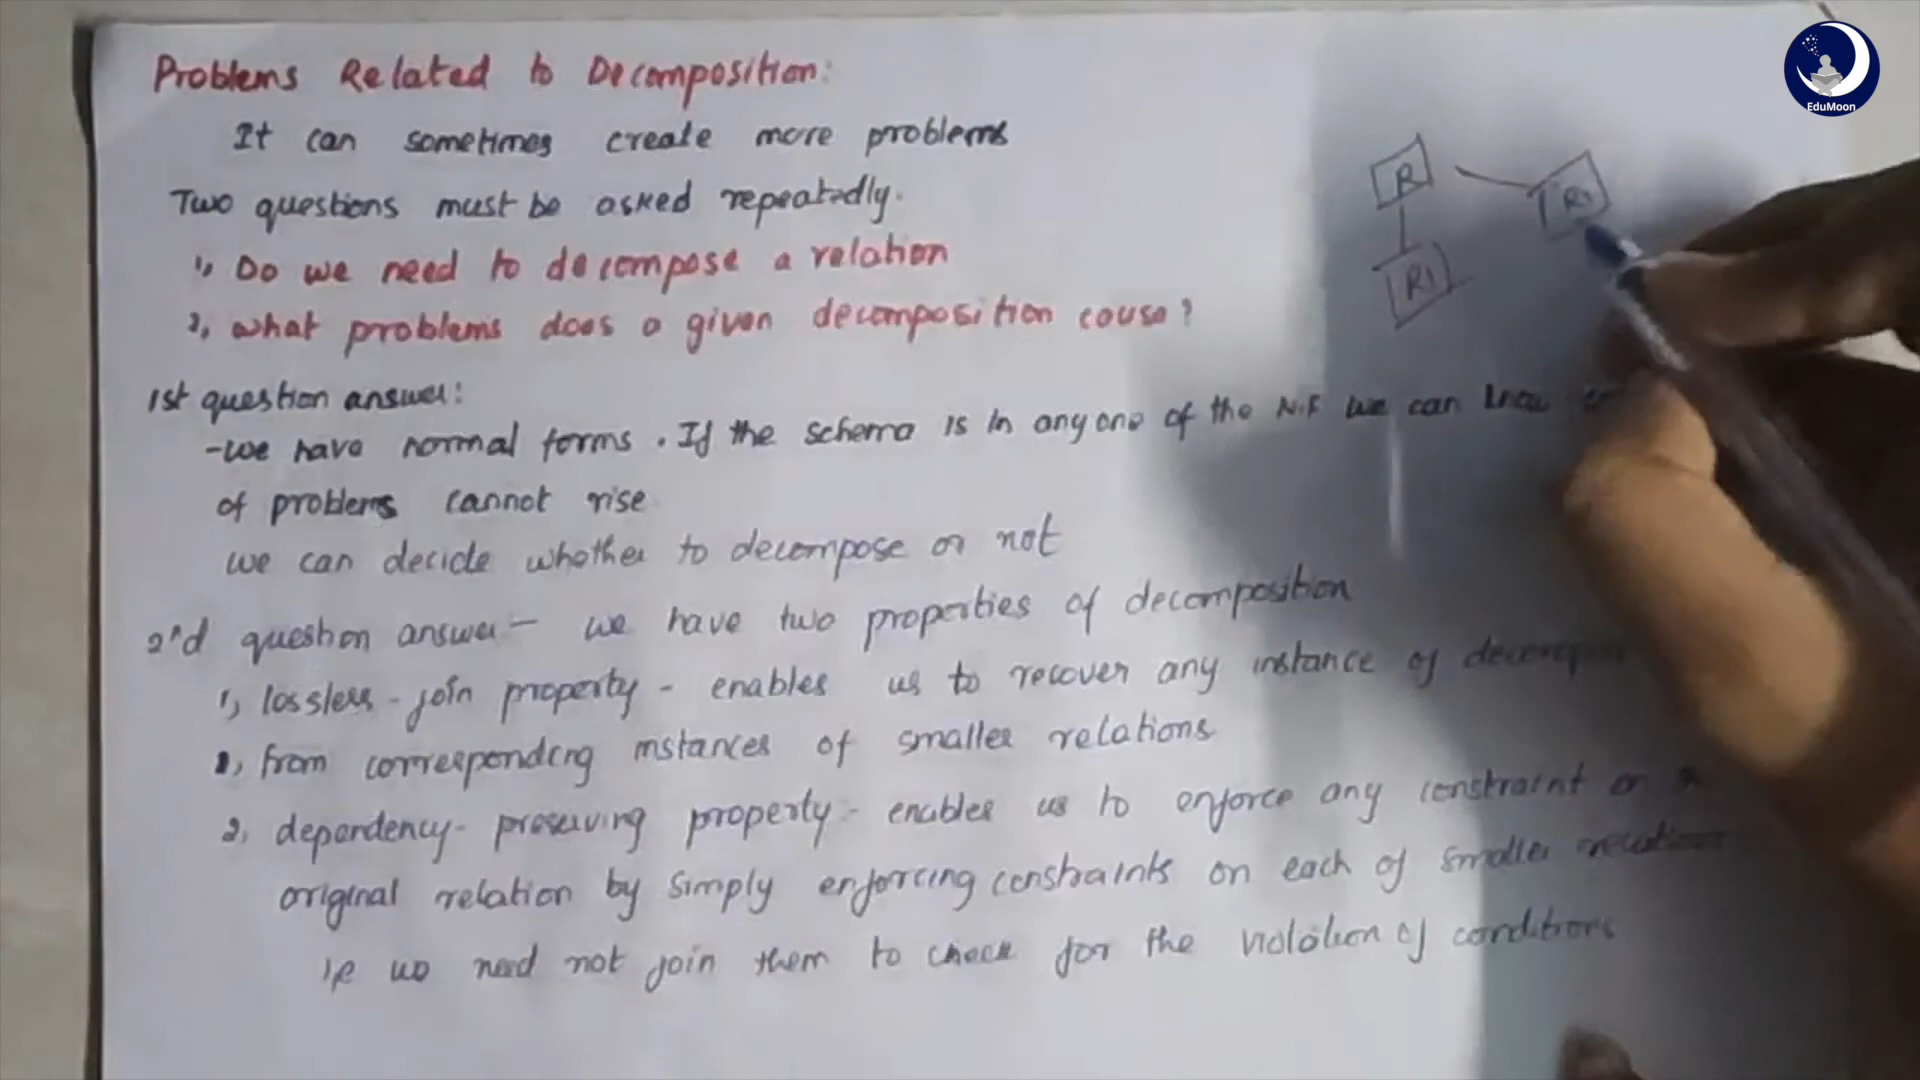 Problems Related to Decomposition:
It can sometimes create more problems
Two questions must be asked repeatedly.
1, Do we need to decompose a relation
2, what problems does a given decomposition cause?
1st question answer:
-we have normal forms. If the schema is in any one of the N.F we can know
of problems cannot rise
we can decide whether to decompose or not
2nd question answer - we have two properties of decomposition
1, lossless-join property - enables us to recover any instance of
1, from corresponding instances of smaller relations
2, dependency-preserving property - enables us to enforce any constraint on
original relation by simply enforcing constraints on each of smaller relations
ie we need not join them to check for the violation of conditions
R
R1
EduMoon